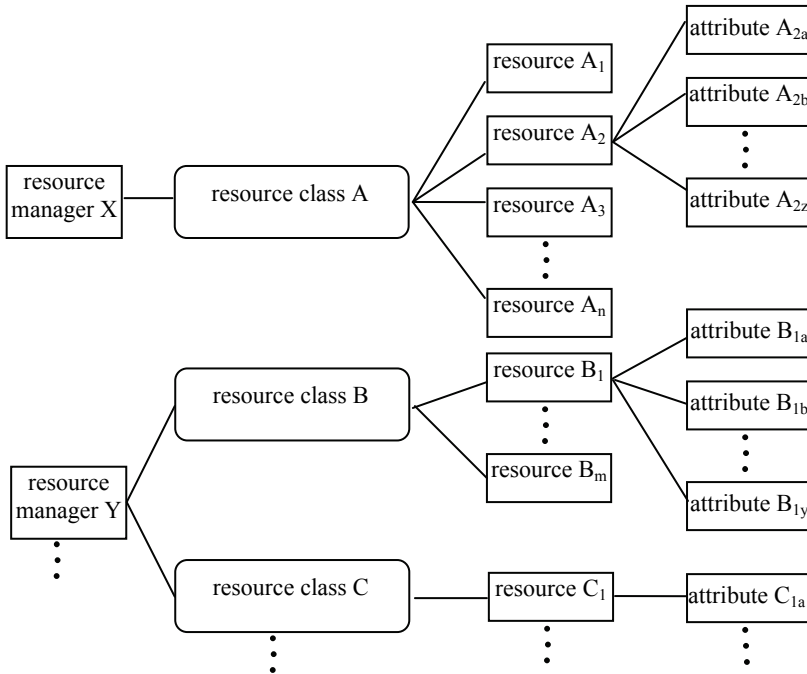 attribute A2a
resource A1
attribute A2b
resource A2
resource
manager X
resource class A
attribute A2z
resource A3
resource An
attribute B1a
resource B1
resource class B
attribute B1b
resource Bm
resource
manager Y
attribute B1y
resource class C
resource C1
attribute C1a